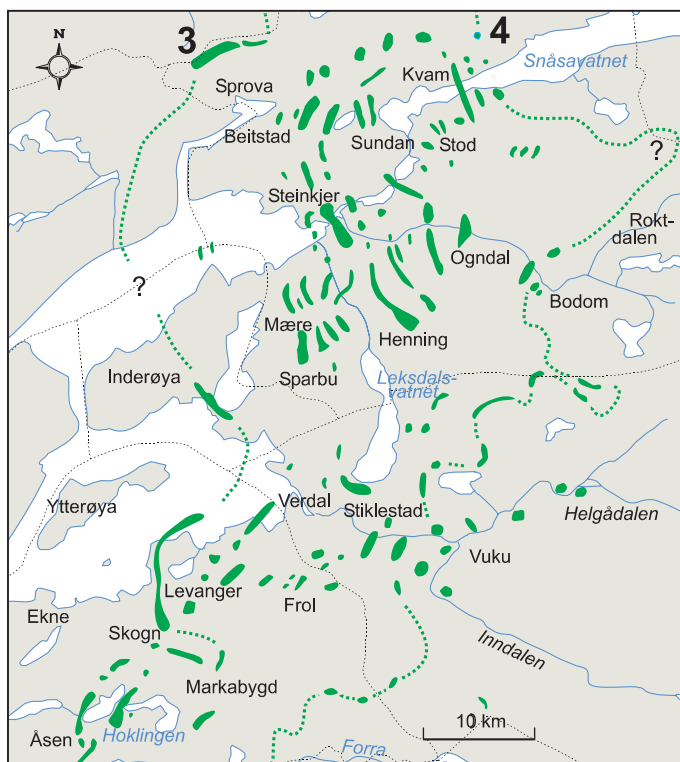 3
4
N
Snåsavatnet
Kvam
Sprova
Beitstad
Sundan
Stod
?
Steinkjer
Rokt-
dalen
Ogndal
?
Bodom
Mære
Henning
Inderøya
Sparbu
Leksdals-
vatnet
Ytterøya
Verdal
Stiklestad
Helgådalen
Vuku
Levanger
Frol
Ekne
Skogn
Inndalen
Markabygd
10 km
Åsen
Hoklingen
Forra